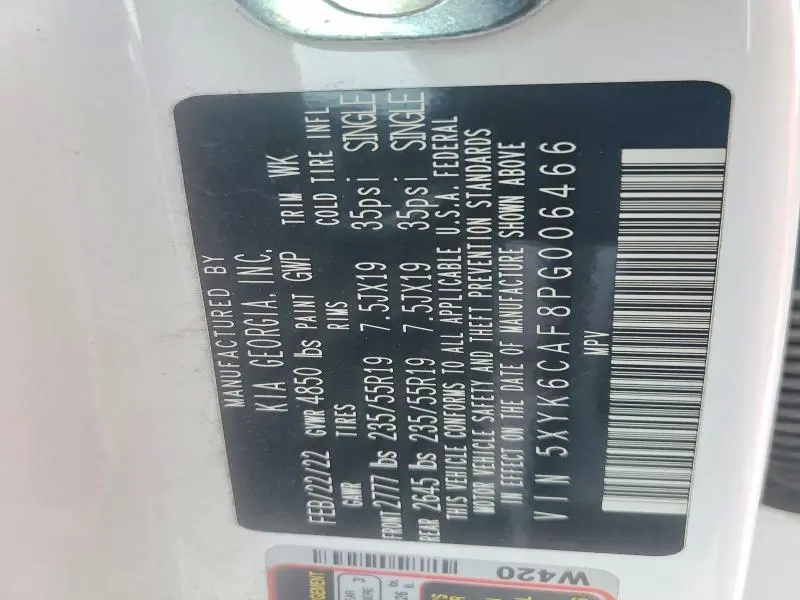 MANUFACTURED BY
KIA GEORGIA, INC.
FEB/22/22 GVWR 4850 lbs PAINT GWP TRIM WK
GAWR TIRES RIMS COLD TIRE INFL
FRONT 2777 lbs 235/55R19 7.5JX19 35psi SINGLE
REAR 2645 lbs 235/55R19 7.5JX19 35psi SINGLE
THIS VEHICLE CONFORMS TO ALL APPLICABLE U.S.A. FEDERAL
MOTOR VEHICLE SAFETY AND THEFT PREVENTION STANDARDS
IN EFFECT ON THE DATE OF MANUFACTURE SHOWN ABOVE
VIN 5XYK6CAF8PG006466
MPV
W420